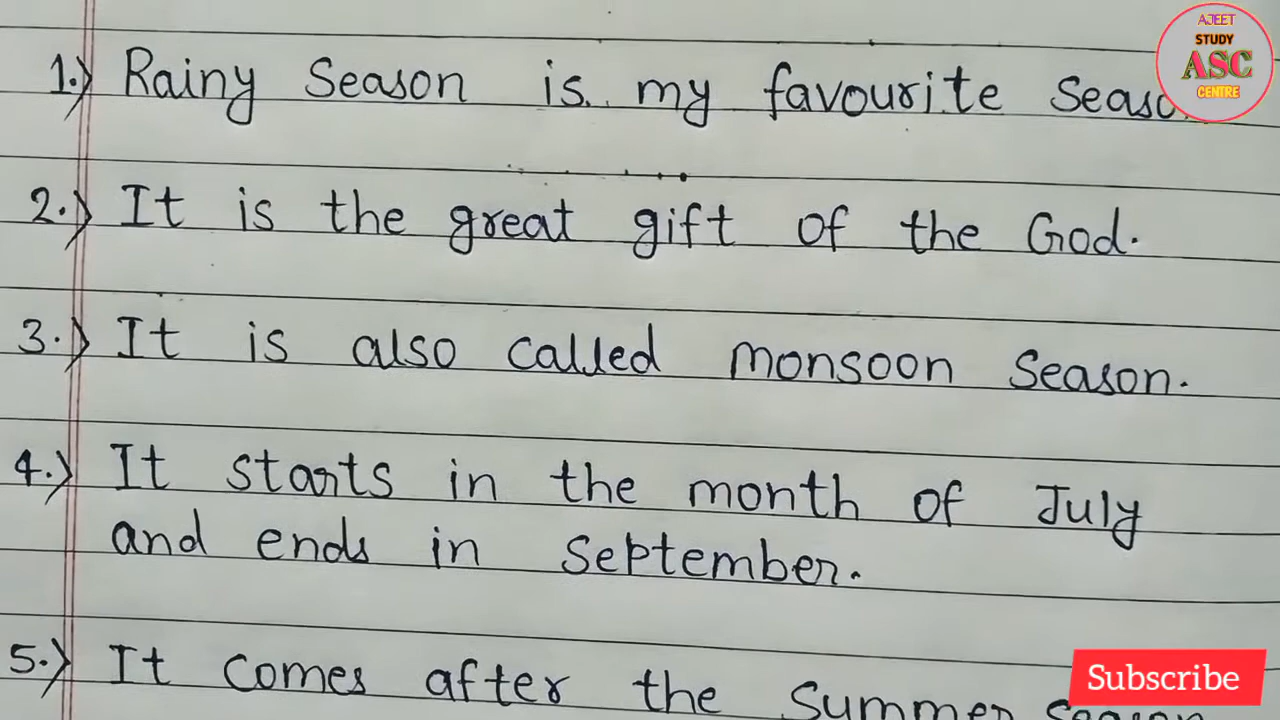 AJEET
STUDY
ASC
CENTRE
1.) Rainy Season is my favourite Seaso
2.) It is the great gift of the God.
3.) It is also called monsoon Season.
4.) It starts in the month of July
and ends in September.
5.) It comes after the Summer season
Subscribe